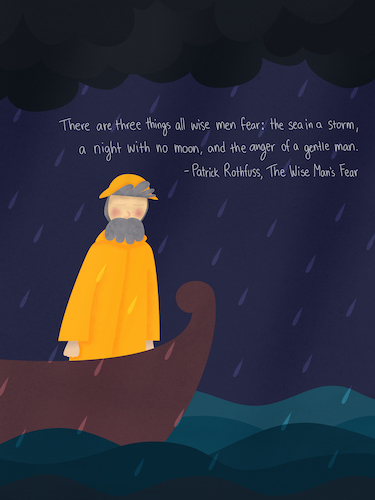 There are three things all wise men fear: the sea in a storm,
a night with no moon, and the anger of a gentle man.
- Patrick Rothfuss, The Wise Man's Fear